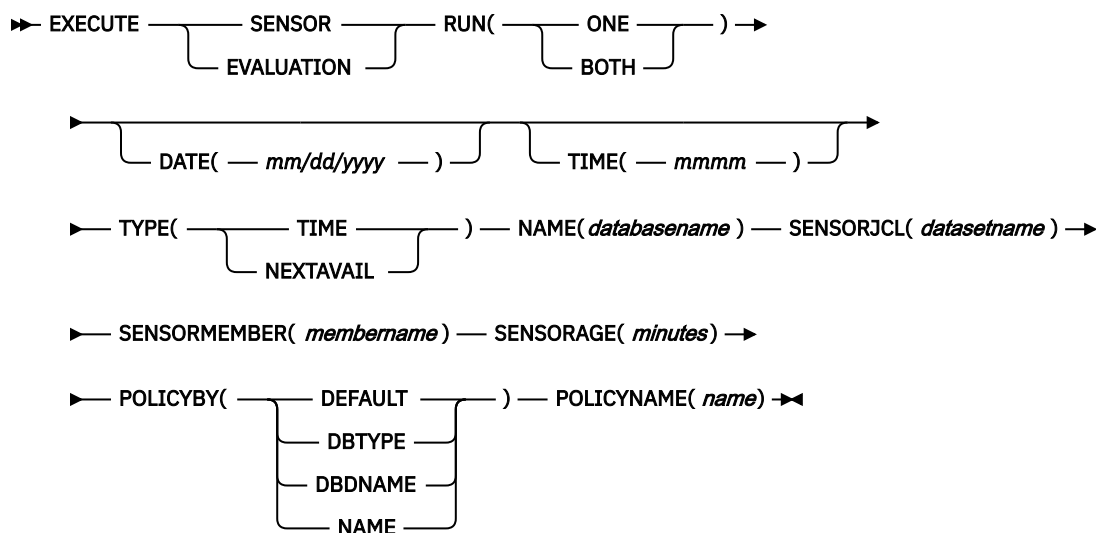 EXECUTE SENSOR RUN( ONE )
EVALUATION BOTH
DATE( mm/dd/yyyy ) TIME( mmmm )
TYPE( TIME ) NAME( databasename ) SENSORJCL( datasetname )
NEXTAVAIL
SENSORMEMBER( membername ) SENSORAGE( minutes )
POLICYBY( DEFAULT ) POLICYNAME( name )
DBTYPE
DBDNAME
NAME